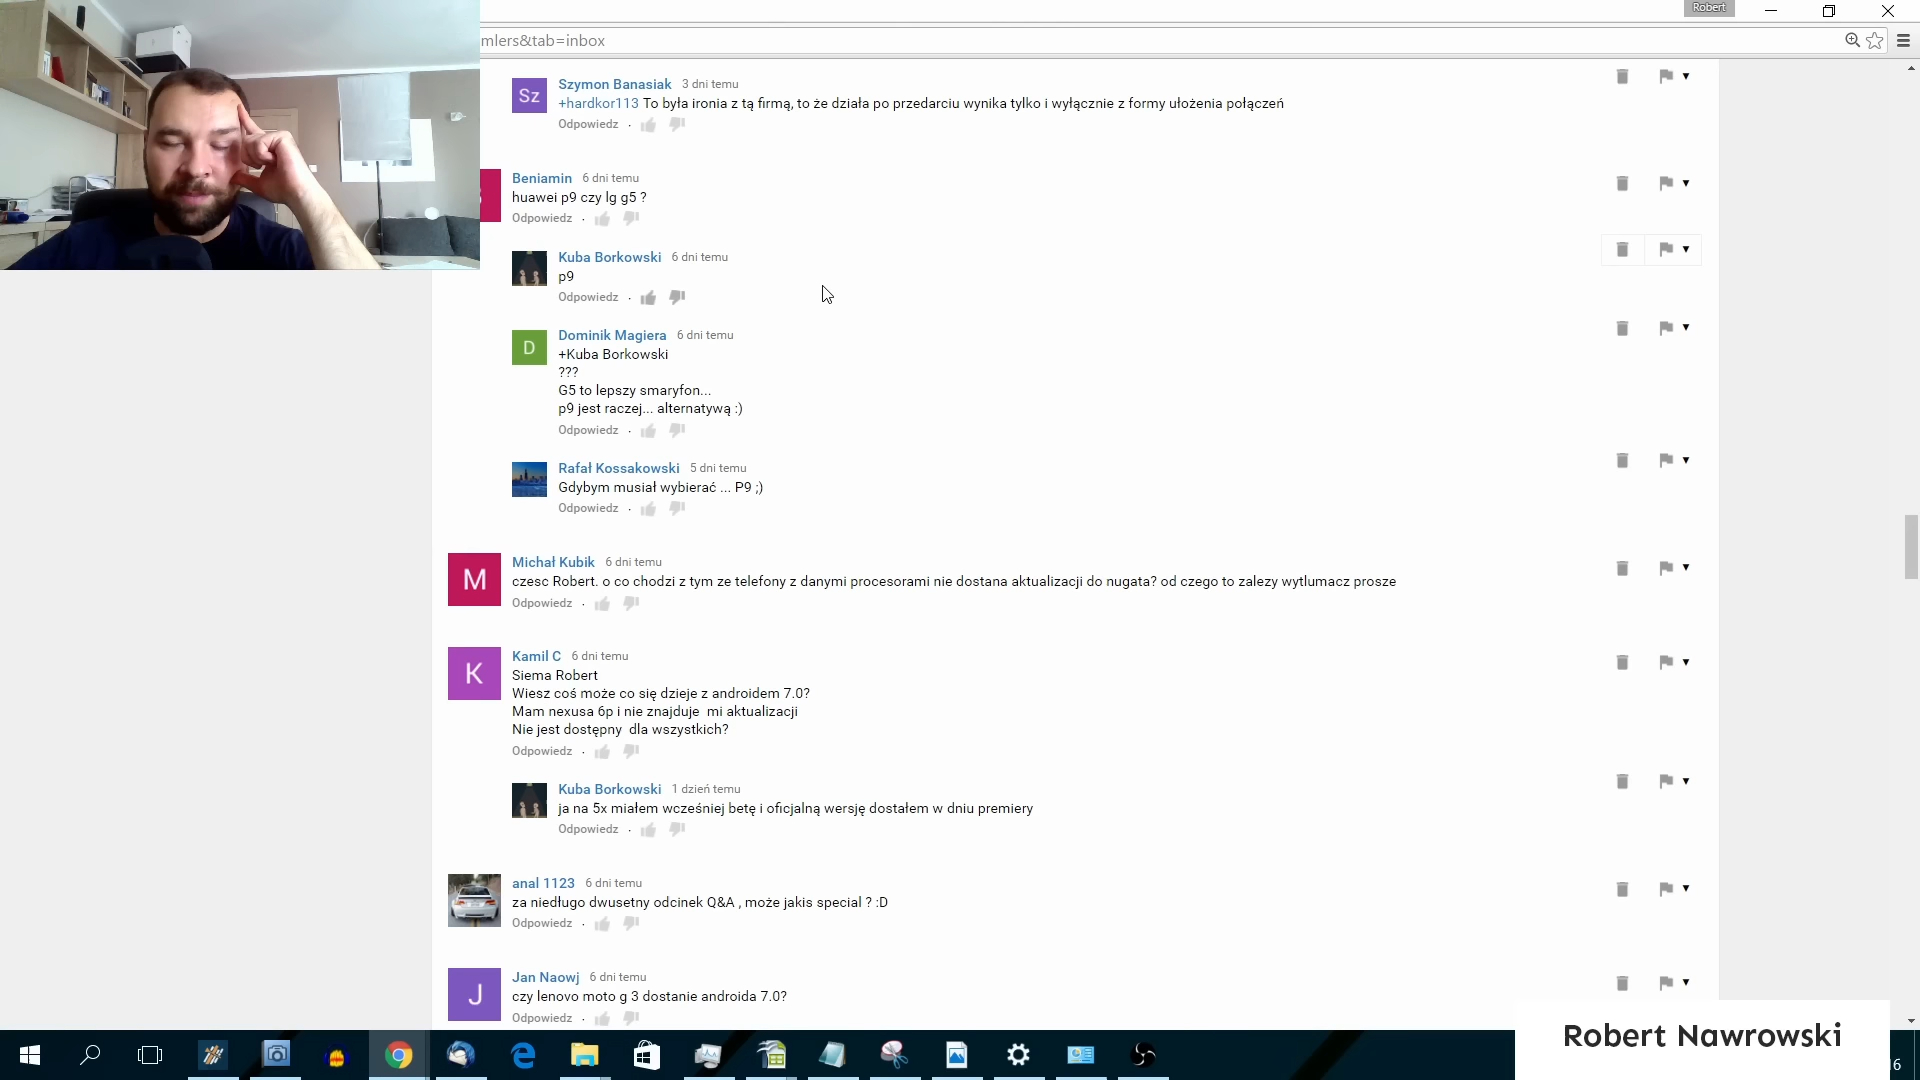 Robert
mlers&tab=inbox
Sz
Szymon Banasiak 3 dni temu
+hardkor113 To była ironia z tą firmą, to że działa po przedarciu wynika tylko i wyłącznie z formy ułożenia połączeń
Odpowiedz
Beniamin 6 dni temu
huawei p9 czy lg g5 ?
Odpowiedz
Kuba Borkowski 6 dni temu
p9
Odpowiedz
D
Dominik Magiera 6 dni temu
+Kuba Borkowski
???
G5 to lepszy smaryfon...
p9 jest raczej... alternatywą :)
Odpowiedz
Rafał Kossakowski 5 dni temu
Gdybym musiał wybierać ... P9 ;)
Odpowiedz
M
Michał Kubik 6 dni temu
czesc Robert. o co chodzi z tym ze telefony z danymi procesorami nie dostana aktualizacji do nugata? od czego to zalezy wytlumacz prosze
Odpowiedz
K
Kamil C 6 dni temu
Siema Robert
Wiesz coś może co się dzieje z androidem 7.0?
Mam nexusa 6p i nie znajduje mi aktualizacji
Nie jest dostępny dla wszystkich?
Odpowiedz
Kuba Borkowski 1 dzień temu
ja na 5x miałem wcześniej betę i oficjalną wersję dostałem w dniu premiery
Odpowiedz
anal 1123 6 dni temu
za niedługo dwusetny odcinek Q&A , może jakis special ? :D
Odpowiedz
J
Jan Naowj 6 dni temu
czy lenovo moto g 3 dostanie androida 7.0?
Odpowiedz
Robert Nawrowski
16